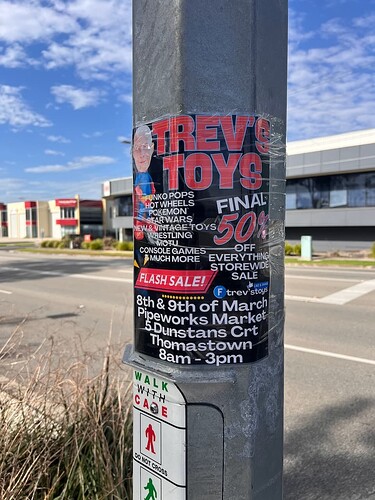 TREV'S
TOYS
FUNKO POPS
HOT WHEELS
POKEMON
STAR WARS
NEW & VINTAGE TOYS
WRESTLING
MOTU
CONSOLE GAMES
& MUCH MORE
FINAL
50%
OFF
EVERYTHING
STOREWIDE
SALE
FLASH SALE!
trev'stoys
8th & 9th of March
Pipeworks Market
5 Dunstans Crt
Thomastown
8am - 3pm
WALK
WITH
CARE
DO NOT CROSS